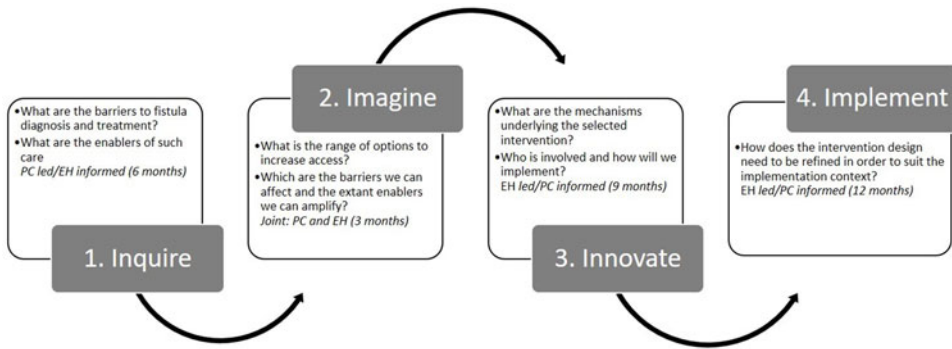 •What are the barriers to fistula
diagnosis and treatment?
•What are the enablers of such
care
PC led/EH informed (6 months)
1. Inquire
2. Imagine
•What is the range of options to
increase access?
•Which are the barriers we can
affect and the extant enablers
we can amplify?
Joint: PC and EH (3 months)
•What are the mechanisms
underlying the selected
intervention?
•Who is involved and how will we
implement?
EH led/PC informed (9 months)
3. Innovate
4. Implement
•How does the intervention design
need to be refined in order to suit the
implementation context?
EH led/PC informed (12 months)